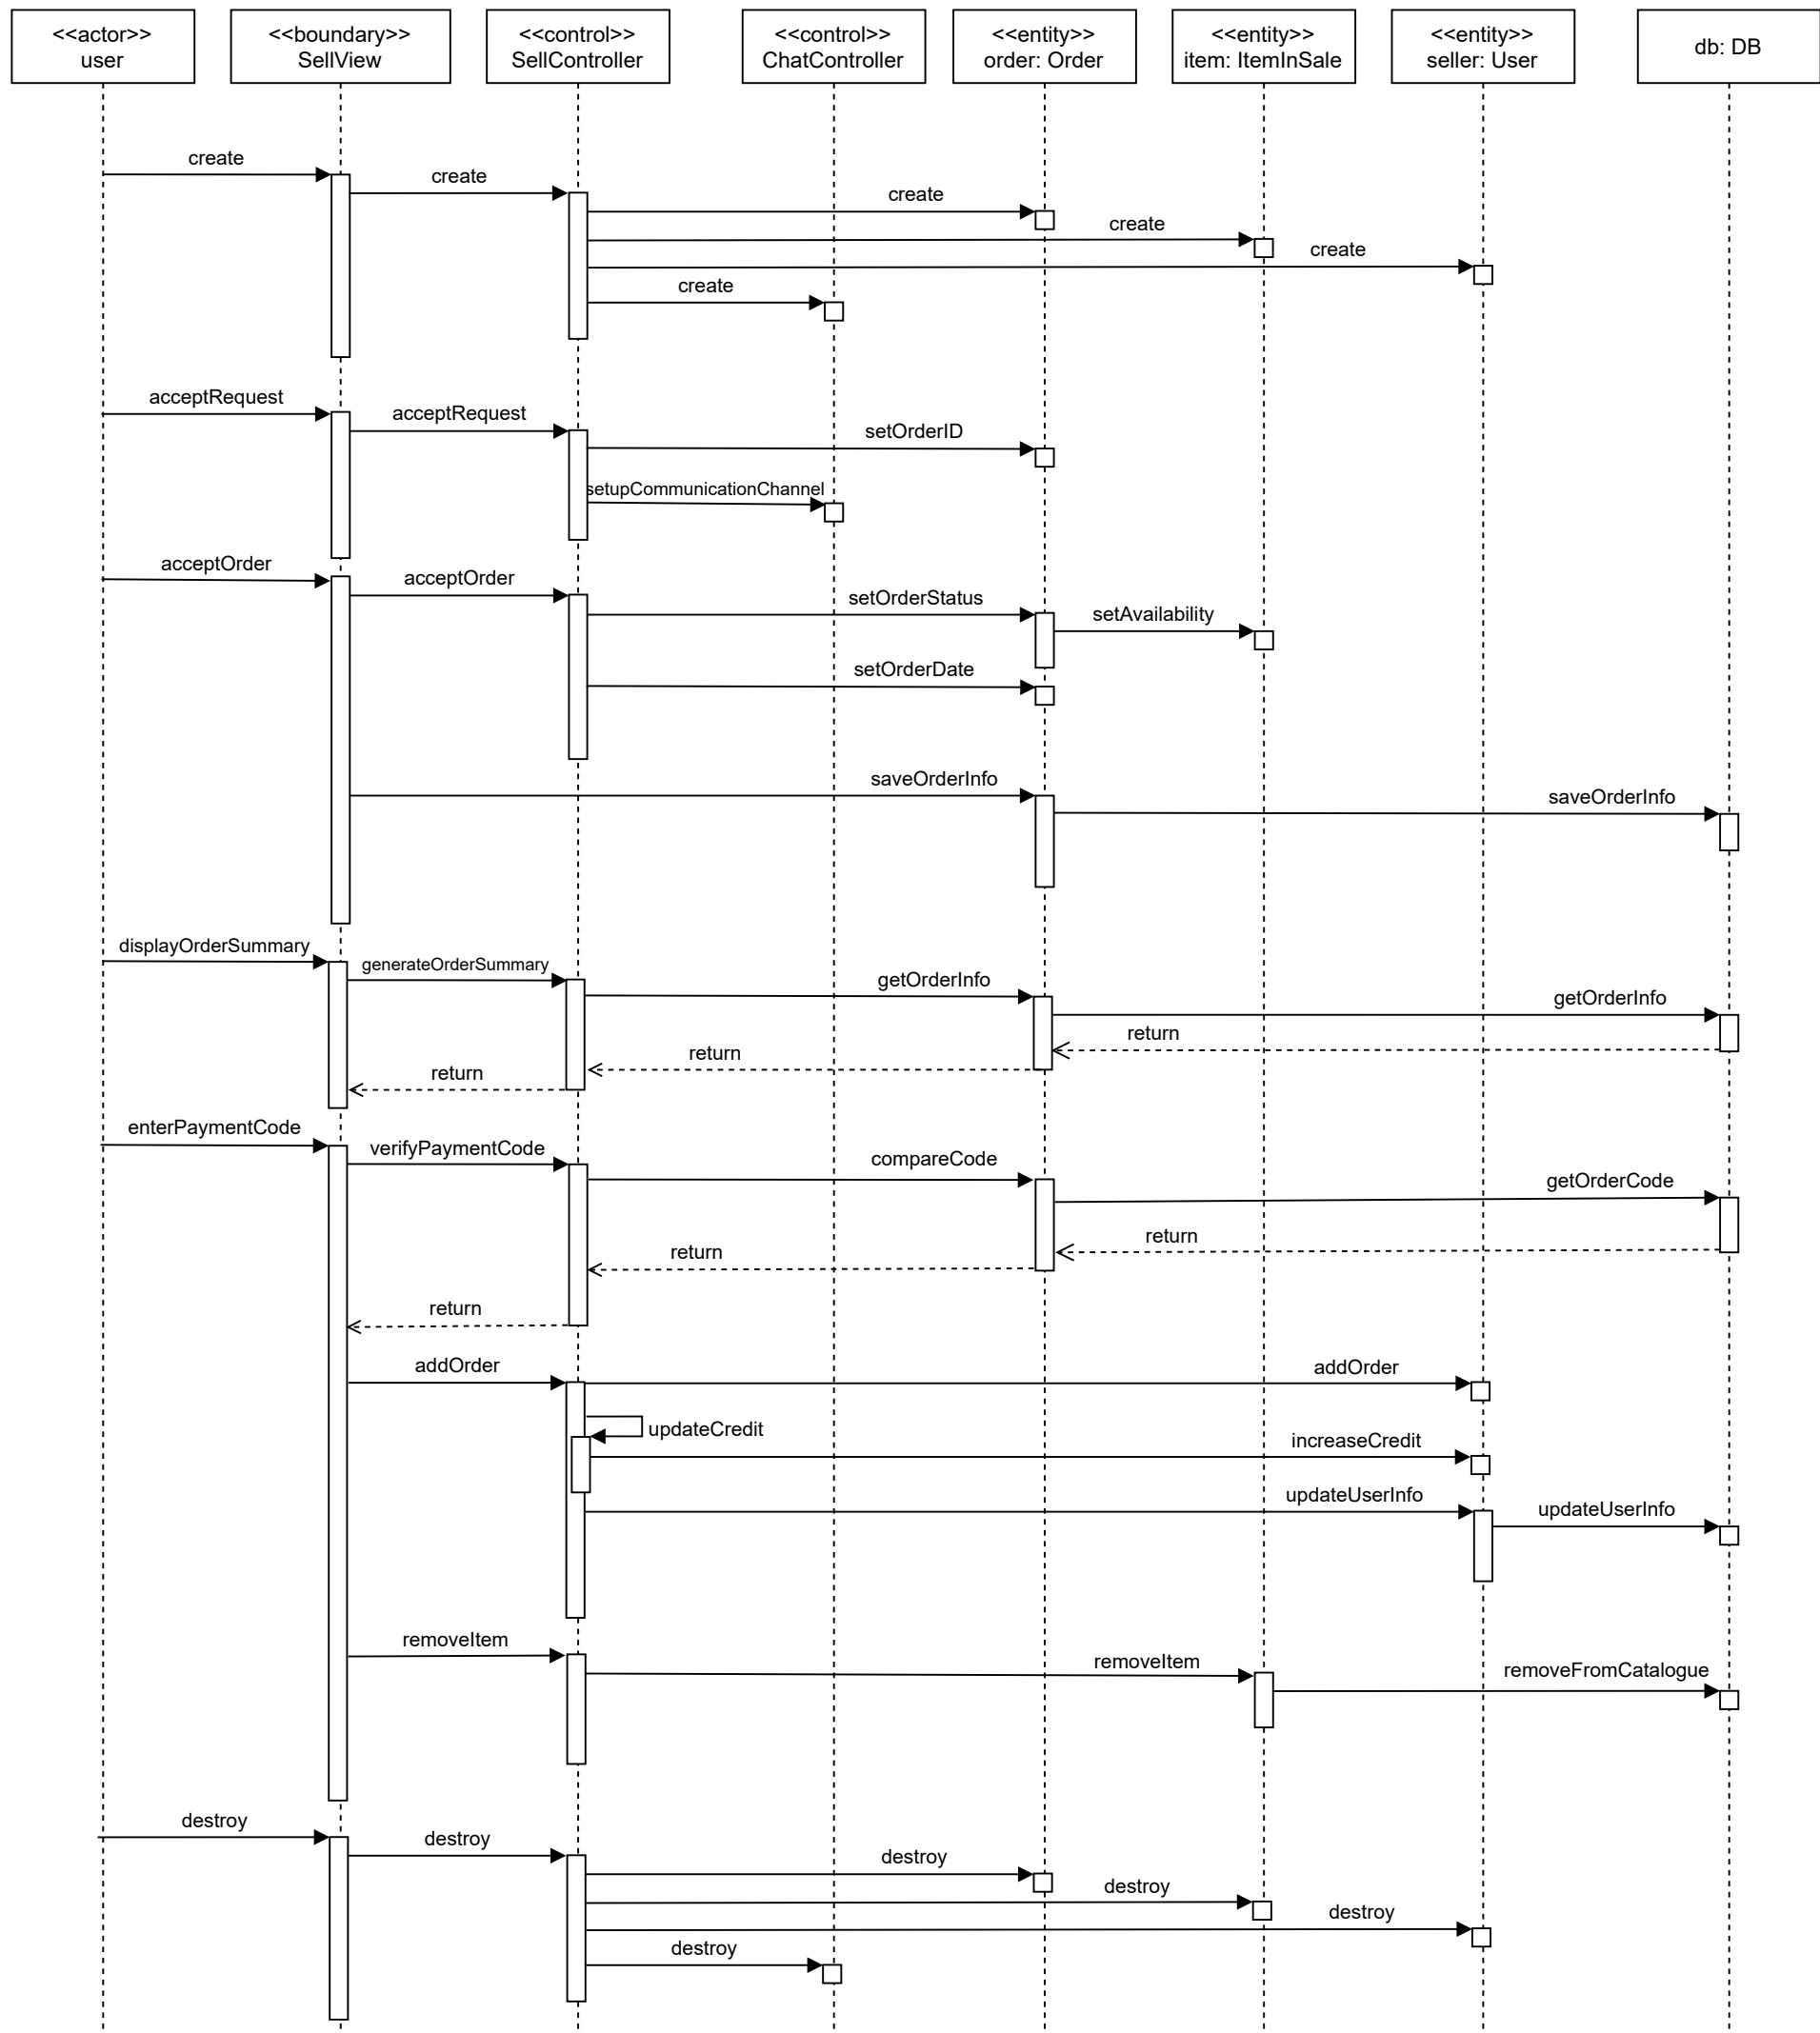 <<actor>>
user
<<boundary>>
SellView
<<control>>
SellController
<<control>>
ChatController
<<entity>>
order: Order
<<entity>>
item: ItemInSale
<<entity>>
seller: User
db: DB
create
create
create
create
create
create
acceptRequest
acceptRequest
setOrderID
setupCommunicationChannel
acceptOrder
acceptOrder
setOrderStatus
setAvailability
setOrderDate
saveOrderInfo
saveOrderInfo
displayOrderSummary
generateOrderSummary
getOrderInfo
getOrderInfo
return
return
return
enterPaymentCode
verifyPaymentCode
compareCode
getOrderCode
return
return
return
addOrder
addOrder
updateCredit
increaseCredit
updateUserInfo
updateUserInfo
removeItem
removeItem
removeFromCatalogue
destroy
destroy
destroy
destroy
destroy
destroy